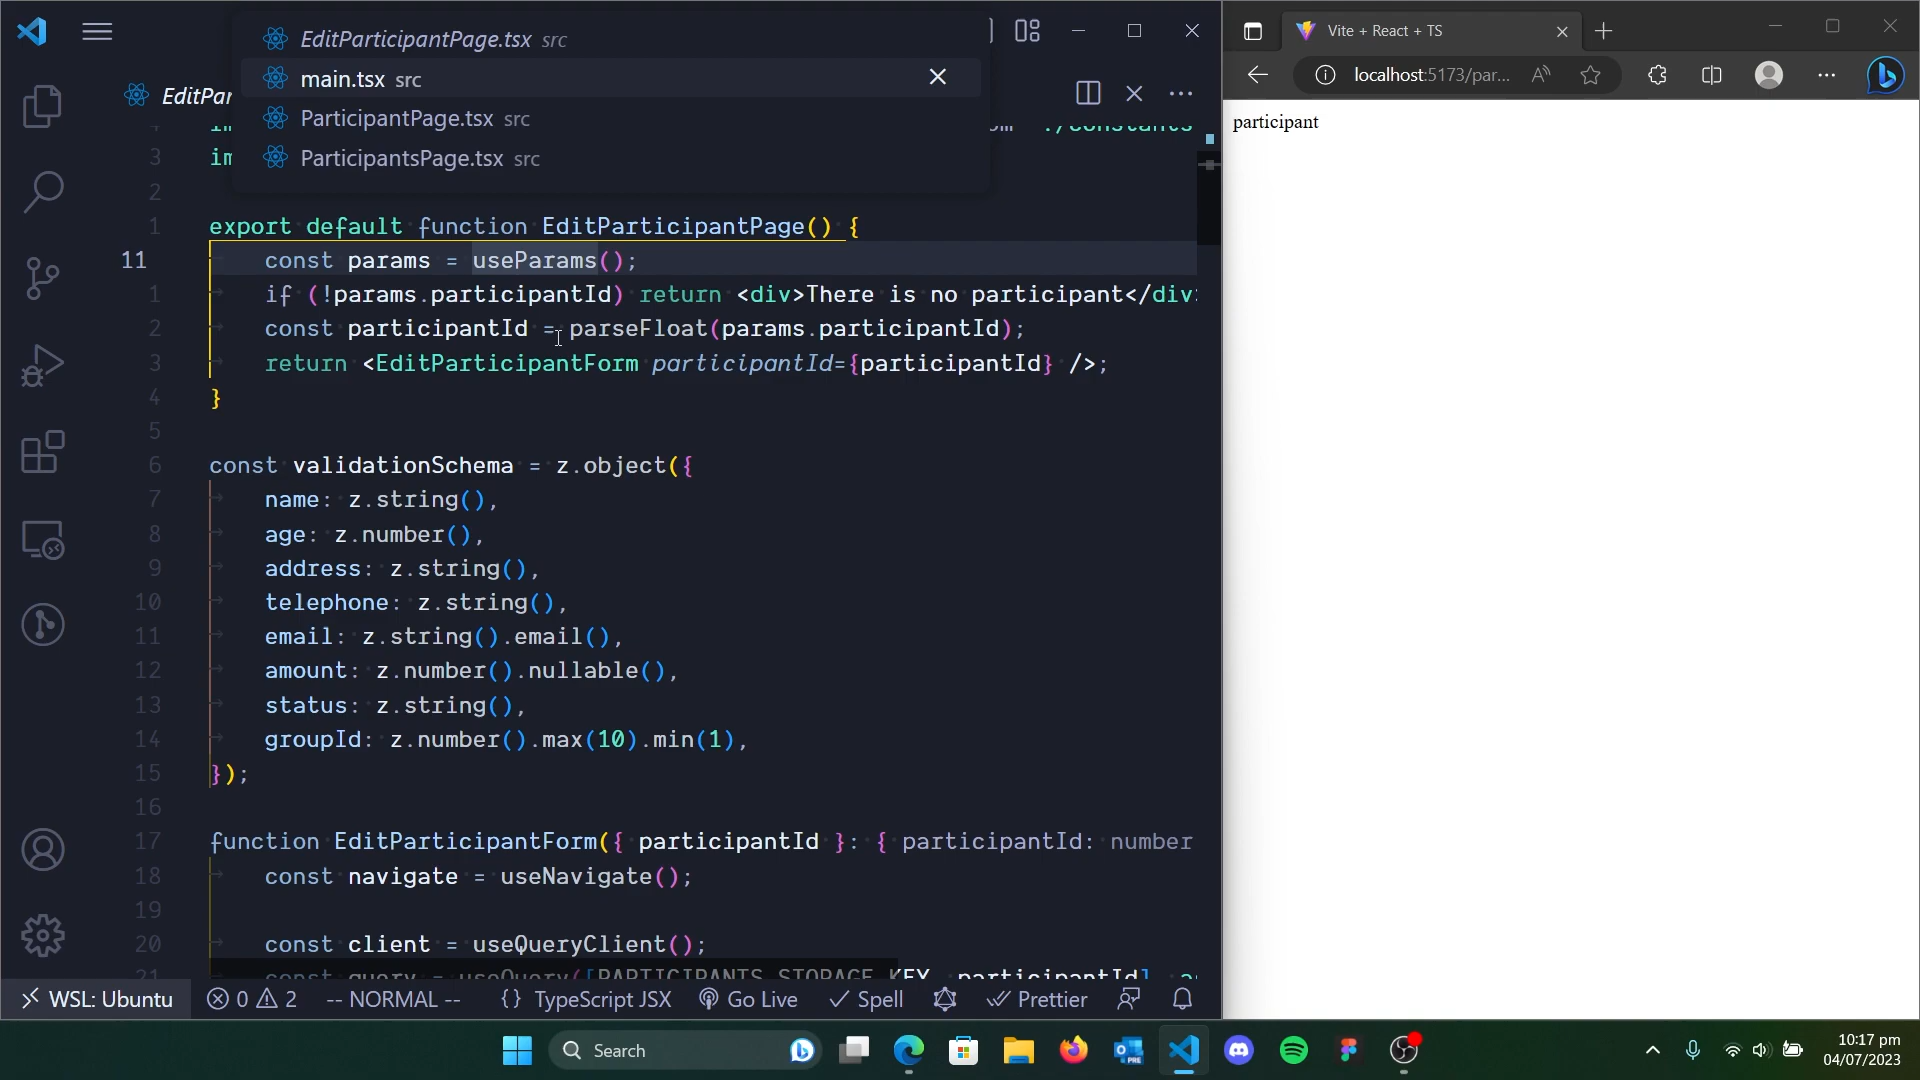 EditParticipantPage.tsx src
main.tsx src
ParticipantPage.tsx src
ParticipantsPage.tsx src
EditPar
3 im
2
1 export default function EditParticipantPage() {
11 const params = useParams();
1 if (!params.participantId) return <div>There is no participant</div>
2 const participantId = parseFloat(params.participantId);
3 return <EditParticipantForm participantId={participantId} />;
4 }
5
6 const validationSchema = z.object({
7 name: z.string(),
8 age: z.number(),
9 address: z.string(),
10 telephone: z.string(),
11 email: z.string().email(),
12 amount: z.number().nullable(),
13 status: z.string(),
14 groupId: z.number().max(10).min(1),
15 });
16
17 function EditParticipantForm({ participantId }: { participantId: number
18 const navigate = useNavigate();
19
20 const client = useQueryClient();
21 const query = useQuery([PARTICIPANTS_STORAGE_KEY, participantId]
WSL: Ubuntu 0 2 -- NORMAL -- {} TypeScript JSX Go Live Spell Prettier
Vite + React + TS
localhost:5173/par...
participant
Search
10:17 pm
04/07/2023